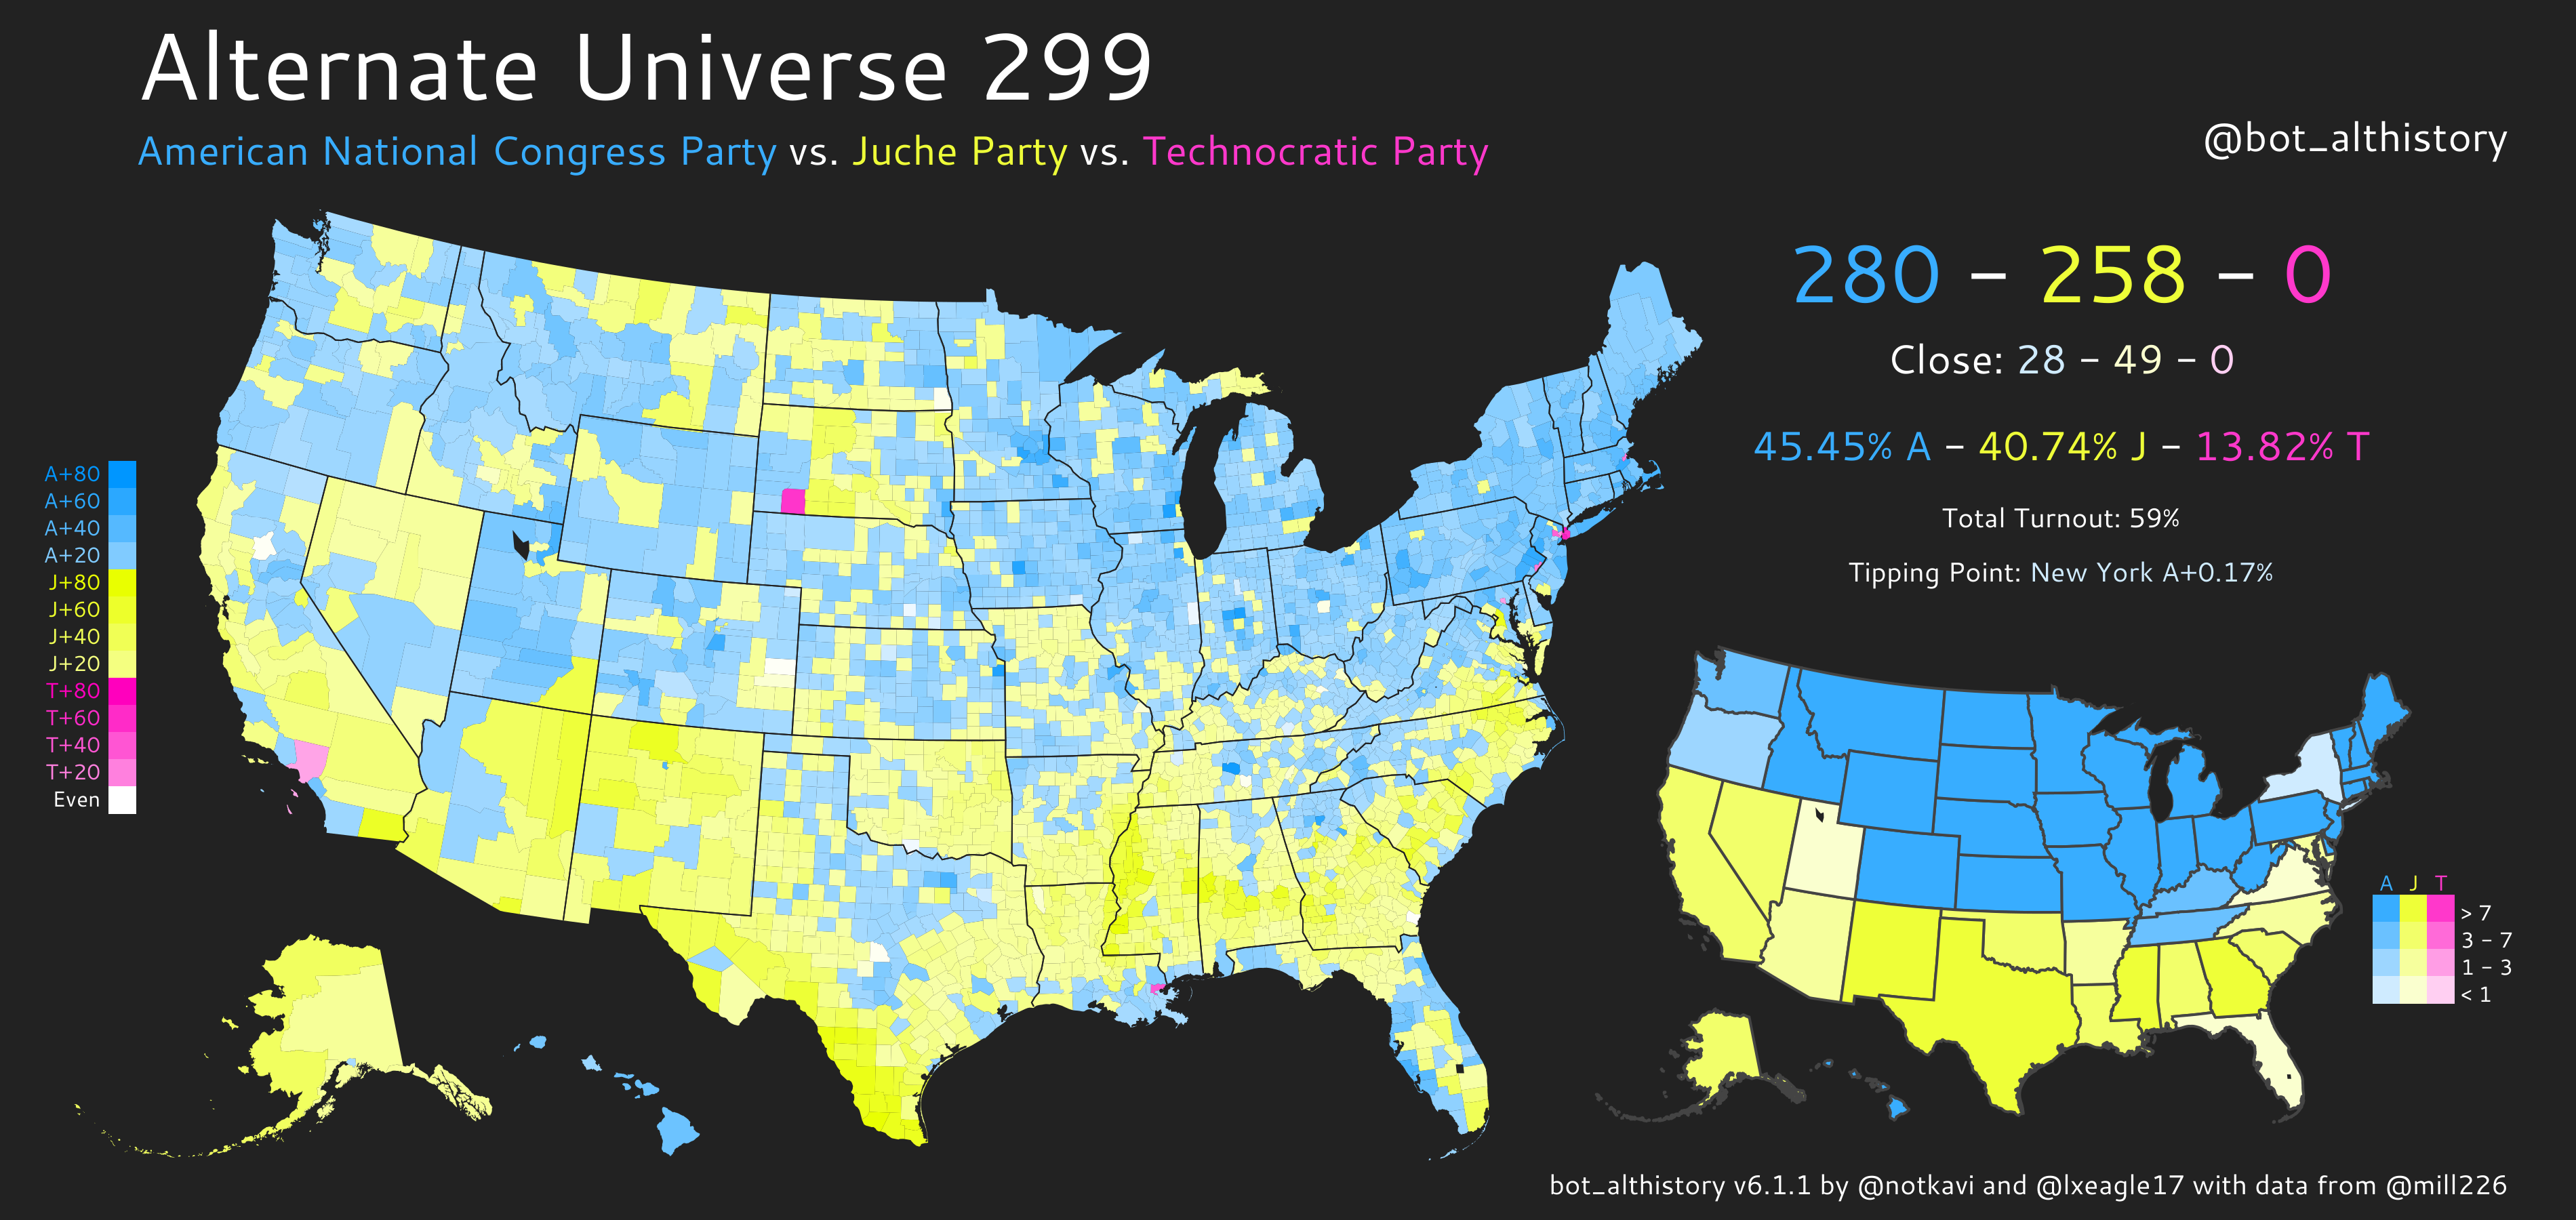 Alternate Universe 299
American National Congress Party vs. Juche Party vs. Technocratic Party
@bot_althistory
280 - 258 - 0
Close: 28 - 49 - 0
45.45% A - 40.74% J - 13.82% T
Total Turnout: 59%
Tipping Point: New York A+0.17%
A+80
A+60
A+40
A+20
J+80
J+60
J+40
J+20
T+80
T+60
T+40
T+20
Even
A J T
> 7
3 - 7
1 - 3
< 1
bot_althistory v6.1.1 by @notkavi and @lxeagle17 with data from @mill226